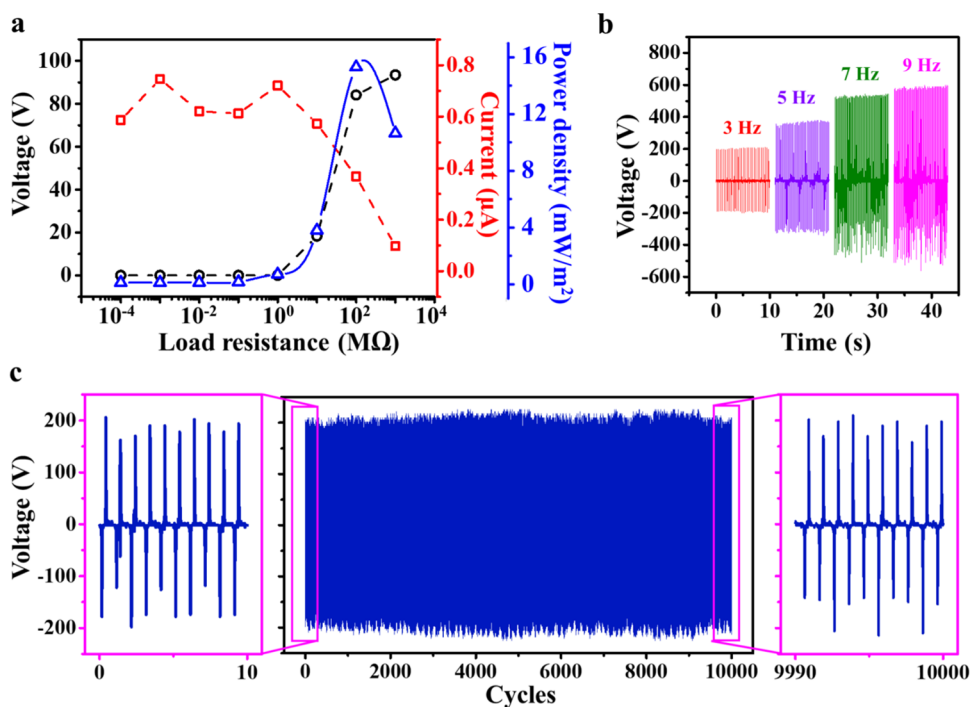 a
Voltage (V)
100
80
60
40
20
0
0.8
0.6
0.4
0.2
0.0
Current (μA)
16
12
8
4
0
Power density (mW/m²)
10⁻⁴ 10⁻² 10⁰ 10² 10⁴
Load resistance (MΩ)
b
Voltage (V)
800
600
400
200
0
-200
-400
-600
3 Hz
5 Hz
7 Hz
9 Hz
0 10 20 30 40
Time (s)
c
Voltage (V)
200
100
0
-100
-200
0 10
0 2000 4000 6000 8000 10000
9990 10000
Cycles